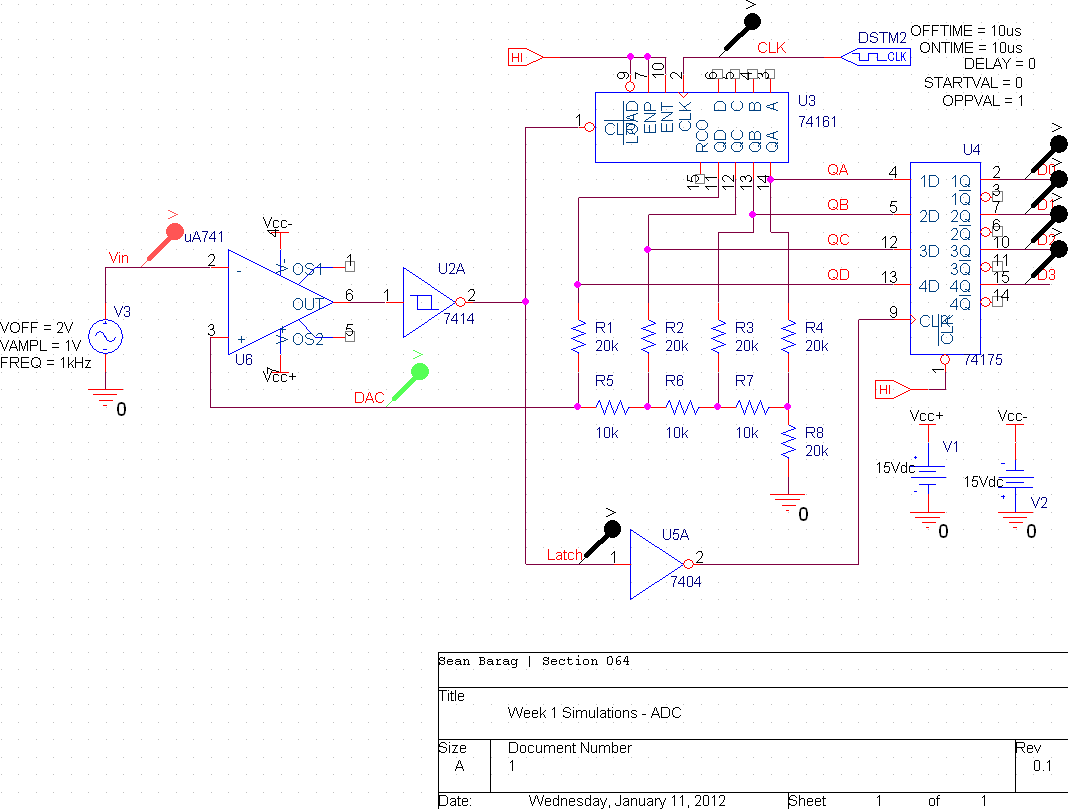 HI
CLK
DSTM2
OFFTIME = 10us
ONTIME = 10us
DELAY = 0
STARTVAL = 0
OPPVAL = 1
CLK
9 7 10 2 6 5 4 3
1
CLR LOAD ENP ENT CLK D C B A
RCO QD QC QB QA
U3
74161
15 11 12 13 14
U4
QA 4 1D 1Q 2 D0
1Q 3
QB 5 2D 2Q 7 D1
2Q 6
QC 12 3D 3Q 10 D2
3Q 11
QD 13 4D 4Q 15 D3
4Q 14
9 CLK
CLR
74175
1
HI
Vin
V3
VOFF = 2V
VAMPL = 1V
FREQ = 1kHz
0
uA741
Vcc-
4
2 - V- OS1 1
OUT 6
3 + V+ OS2 5
U6
7
Vcc+
U2A
1 2
7414
DAC
R1
20k
R2
20k
R3
20k
R4
20k
R5
10k
R6
10k
R7
10k
R8
20k
0
Vcc+
V1
15Vdc
+
-
0
Vcc-
15Vdc
-
+
V2
0
Latch
U5A
1 2
7404
Sean Barag | Section 064
Title
Week 1 Simulations - ADC
Size
A
Document Number
1
Rev
0.1
Date: Wednesday, January 11, 2012 Sheet 1 of 1